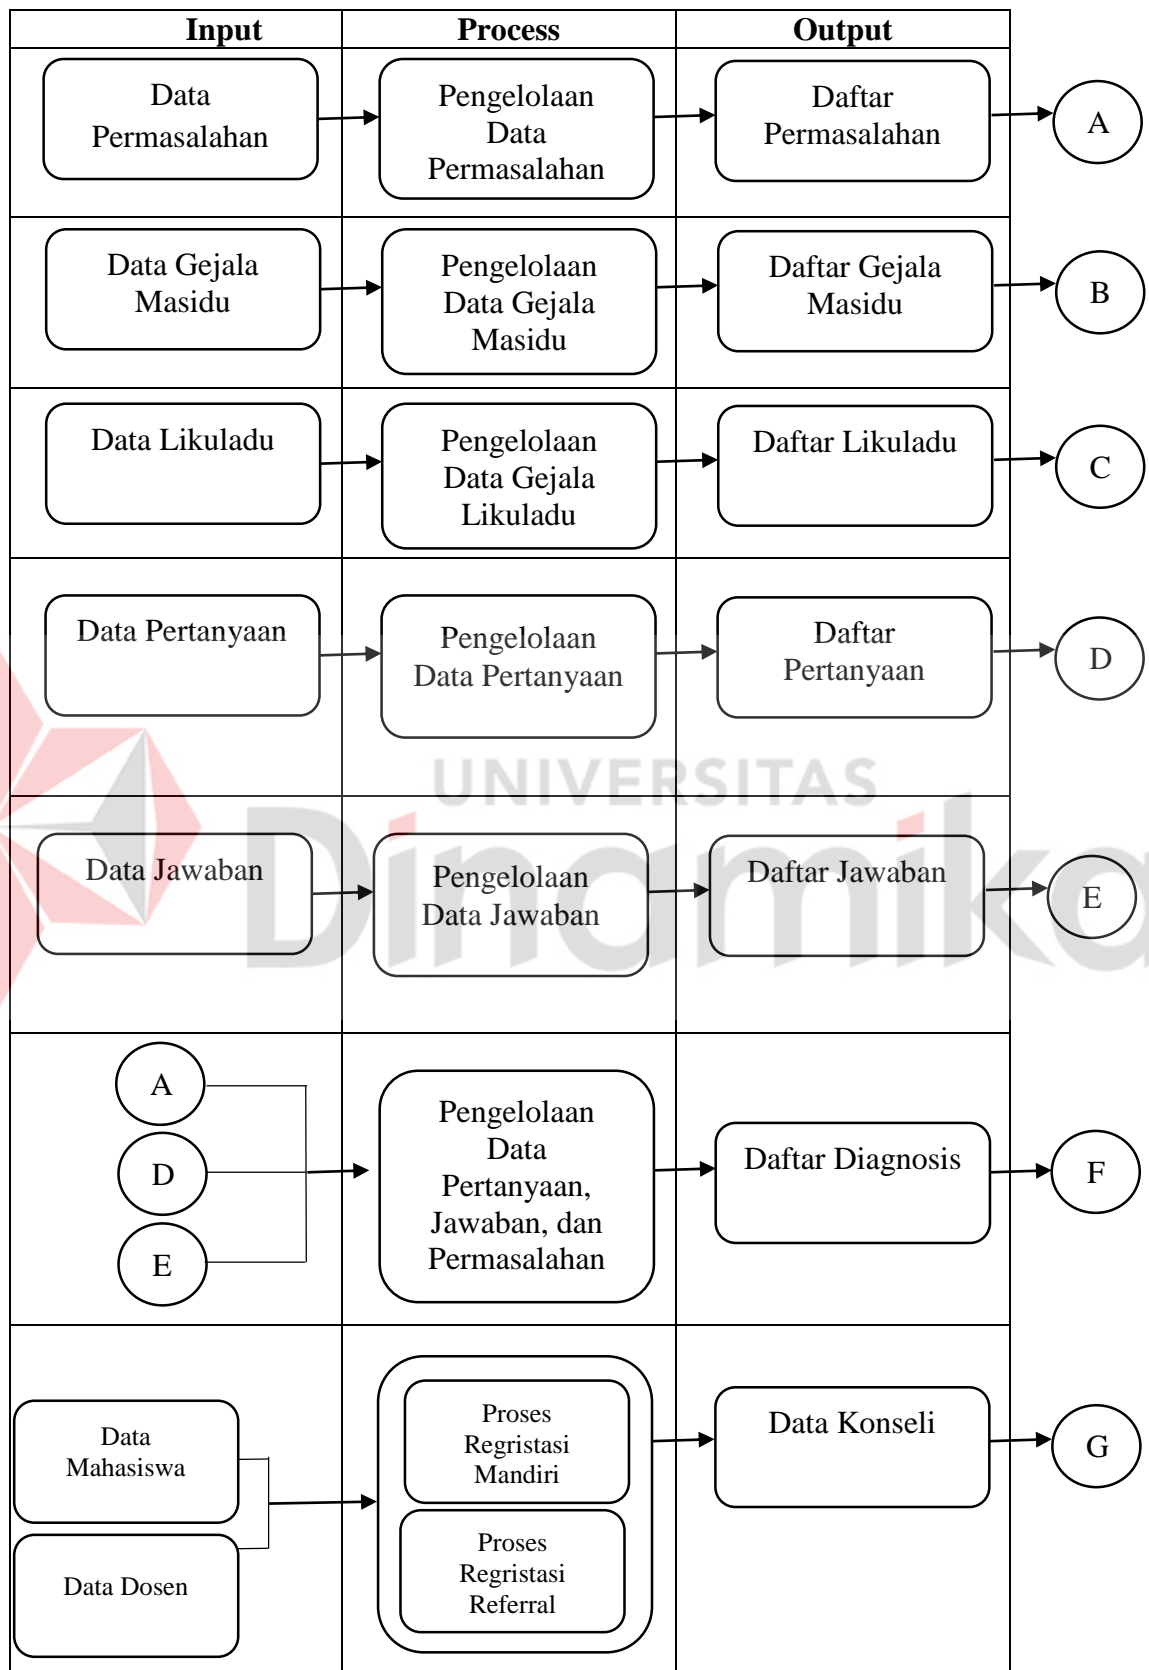 Input
Process
Output
Data
Permasalahan
Pengelolaan
Data
Permasalahan
Daftar
Permasalahan
A
Data Gejala
Masidu
Pengelolaan
Data Gejala
Masidu
Daftar Gejala
Masidu
B
Data Likuladu
Pengelolaan
Data Gejala
Likuladu
Daftar Likuladu
C
Data Pertanyaan
Pengelolaan
Data Pertanyaan
Daftar
Pertanyaan
D
UNIVERSITAS
Dinamika
Data Jawaban
Pengelolaan
Data Jawaban
Daftar Jawaban
E
A
D
E
Pengelolaan
Data
Pertanyaan,
Jawaban, dan
Permasalahan
Daftar Diagnosis
F
Data
Mahasiswa
Data Dosen
Proses
Regristasi
Mandiri
Proses
Regristasi
Referral
Data Konseli
G